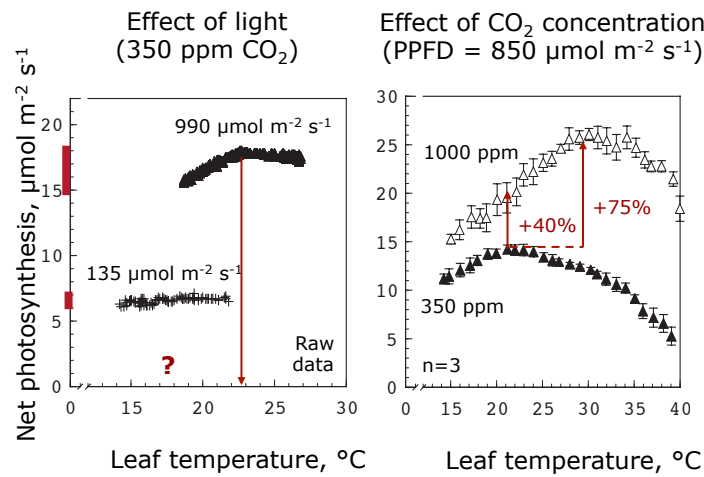 Effect of light
(350 ppm CO₂)
Effect of CO₂ concentration
(PPFD = 850 µmol m⁻² s⁻¹)
Net photosynthesis, µmol m⁻² s⁻¹
20
15
10
5
0
990 µmol m⁻² s⁻¹
135 µmol m⁻² s⁻¹
?
Raw
data
0
15
20
25
30
Leaf temperature, °C
30
25
20
15
10
5
0
1000 ppm
+40%
+75%
350 ppm
n=3
0
15
20
25
30
35
40
Leaf temperature, °C